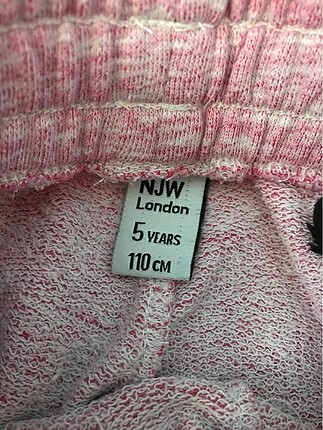 NJW
London
5 YEARS
110 CM